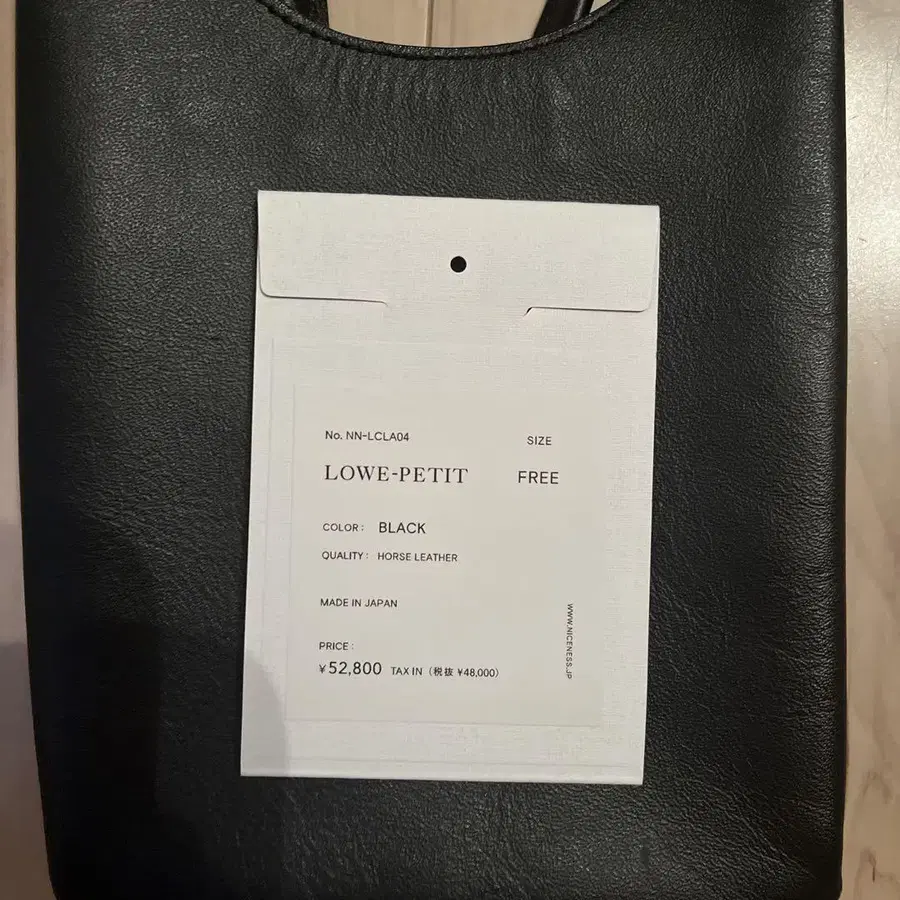 No. NN-LCLA04
SIZE
LOWE-PETIT
FREE
COLOR: BLACK
QUALITY: HORSE LEATHER
MADE IN JAPAN
WWW.NICENESS.JP
PRICE:
¥52,800 TAX IN (税抜 ¥48,000)